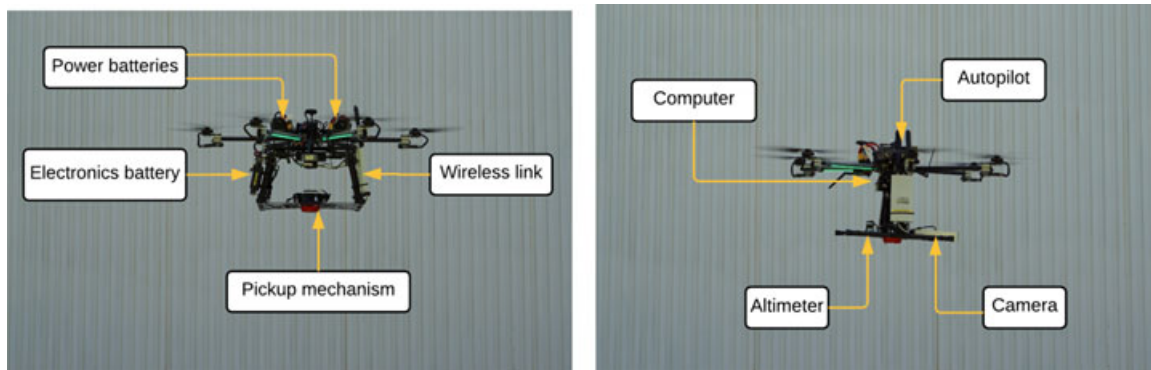 Power batteries
Electronics battery
Wireless link
Pickup mechanism
Autopilot
Computer
Altimeter
Camera